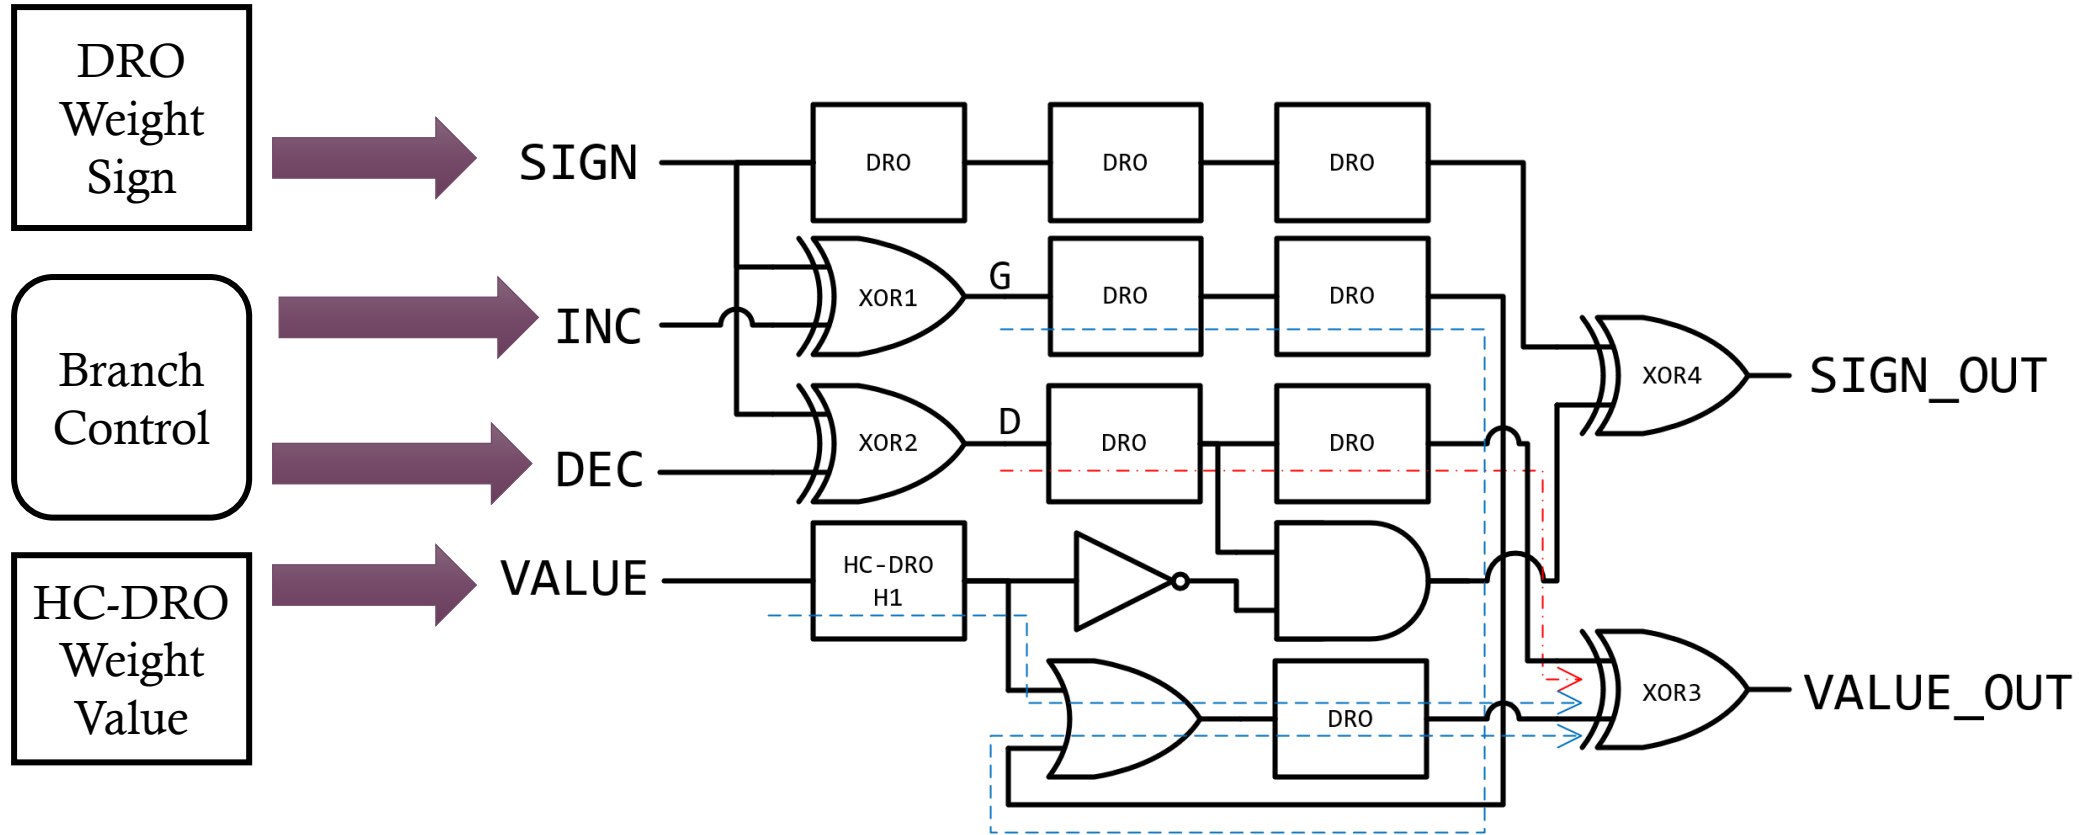 DRO
Weight
Sign
Branch
Control
HC-DRO
Weight
Value
SIGN
INC
DEC
VALUE
DRO
DRO
DRO
XOR1
G
DRO
DRO
XOR2
D
DRO
DRO
HC-DRO
H1
DRO
XOR4
SIGN_OUT
XOR3
VALUE_OUT